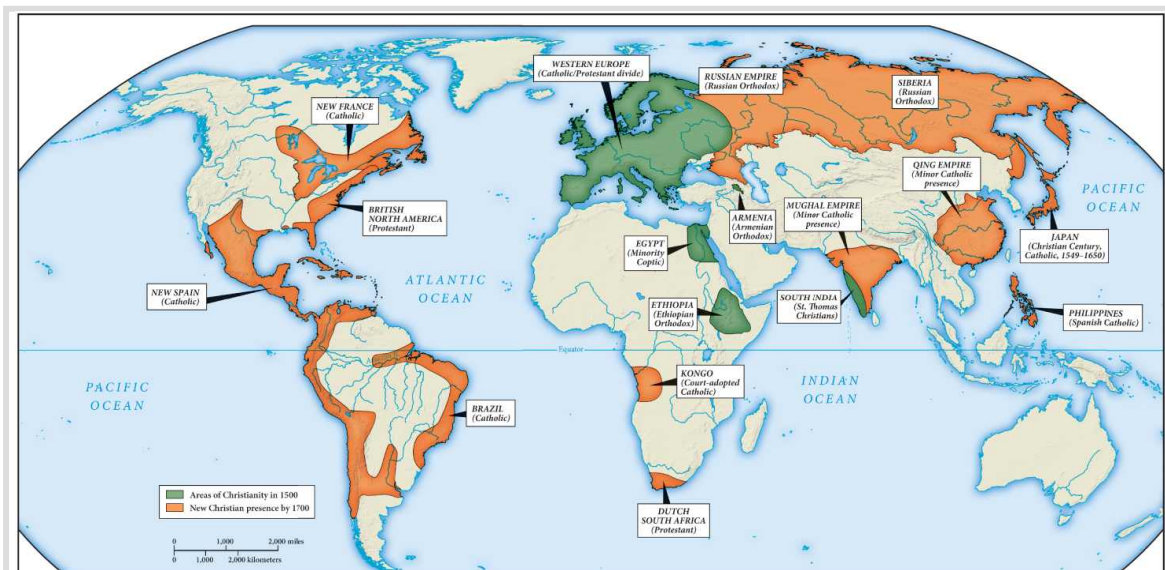 WESTERN EUROPE
(Catholic/Protestant divide)
RUSSIAN EMPIRE
(Russian Orthodox)
SIBERIA
(Russian
Orthodox)
NEW FRANCE
(Catholic)
QING EMPIRE
(Minor Catholic
presence)
PACIFIC
OCEAN
BRITISH
NORTH AMERICA
(Protestant)
ARMENIA
(Armenian
Orthodox)
MUGHAL EMPIRE
(Minor Catholic
presence)
JAPAN
(Christian Century,
Catholic, 1549–1650)
EGYPT
(Minority
Coptic)
ATLANTIC
OCEAN
NEW SPAIN
(Catholic)
ETHIOPIA
(Ethiopian
Orthodox)
SOUTH INDIA
(St. Thomas
Christians)
PHILIPPINES
(Spanish Catholic)
Equator
PACIFIC
OCEAN
KONGO
(Court-adopted
Catholic)
INDIAN
OCEAN
BRAZIL
(Catholic)
Areas of Christianity in 1500
New Christian presence by 1700
DUTCH
SOUTH AFRICA
(Protestant)
0 1,000 2,000 miles
0 1,000 2,000 kilometers